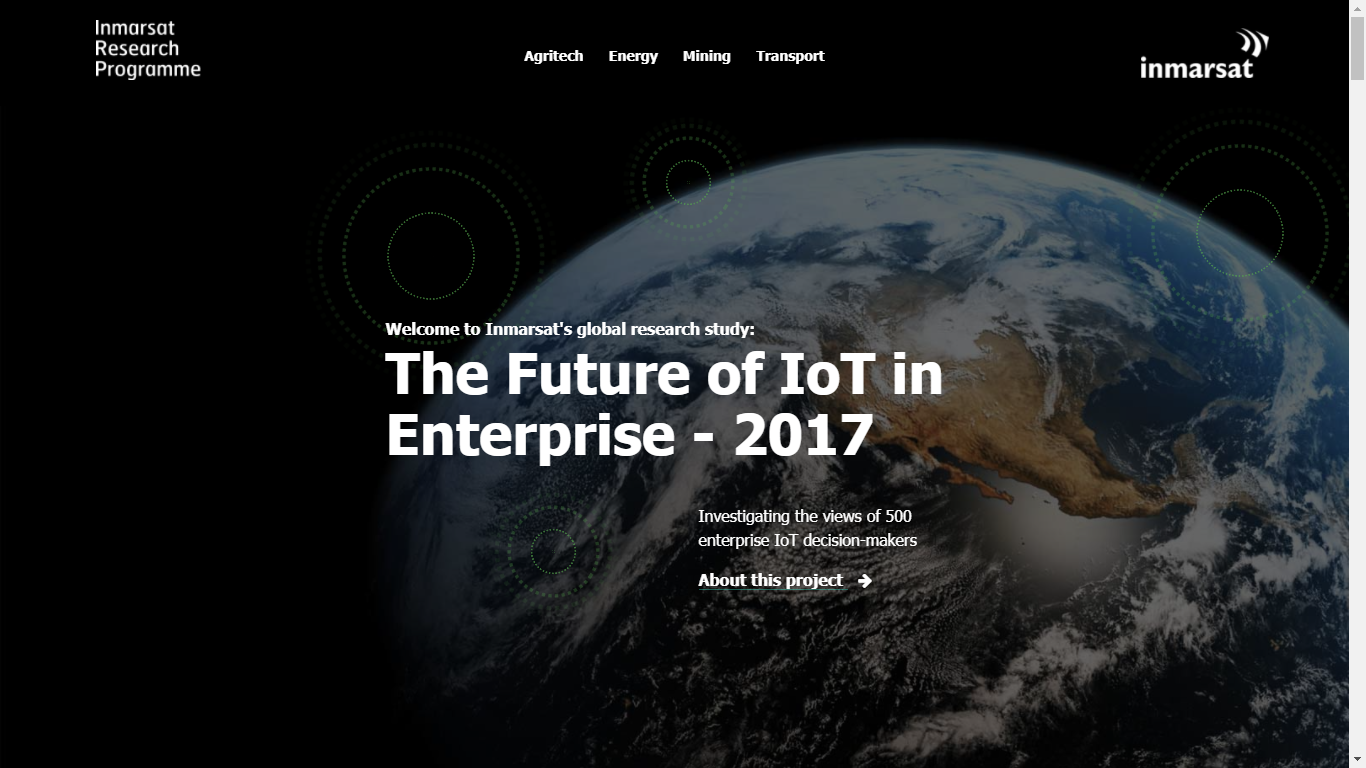 Inmarsat
Research
Programme
Agritech Energy Mining Transport
inmarsat
Welcome to Inmarsat's global research study:
The Future of IoT in
Enterprise - 2017
Investigating the views of 500
enterprise IoT decision-makers
About this project